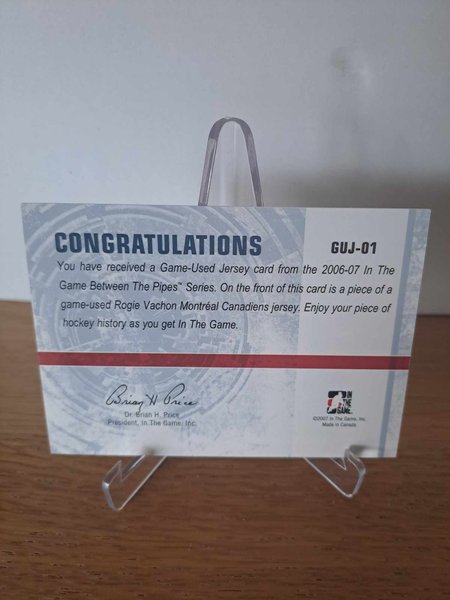 CONGRATULATIONS
GUJ-01
You have received a Game-Used Jersey card from the 2006-07 In The
Game Between The Pipes™ Series. On the front of this card is a piece of a
game-used Rogie Vachon Montréal Canadiens jersey. Enjoy your piece of
hockey history as you get In The Game.
Brian H Price
Dr. Brian H. Price
President, In The Game, Inc.
IN
THE
GAME
©2007 In The Game, Inc.
Made in Canada